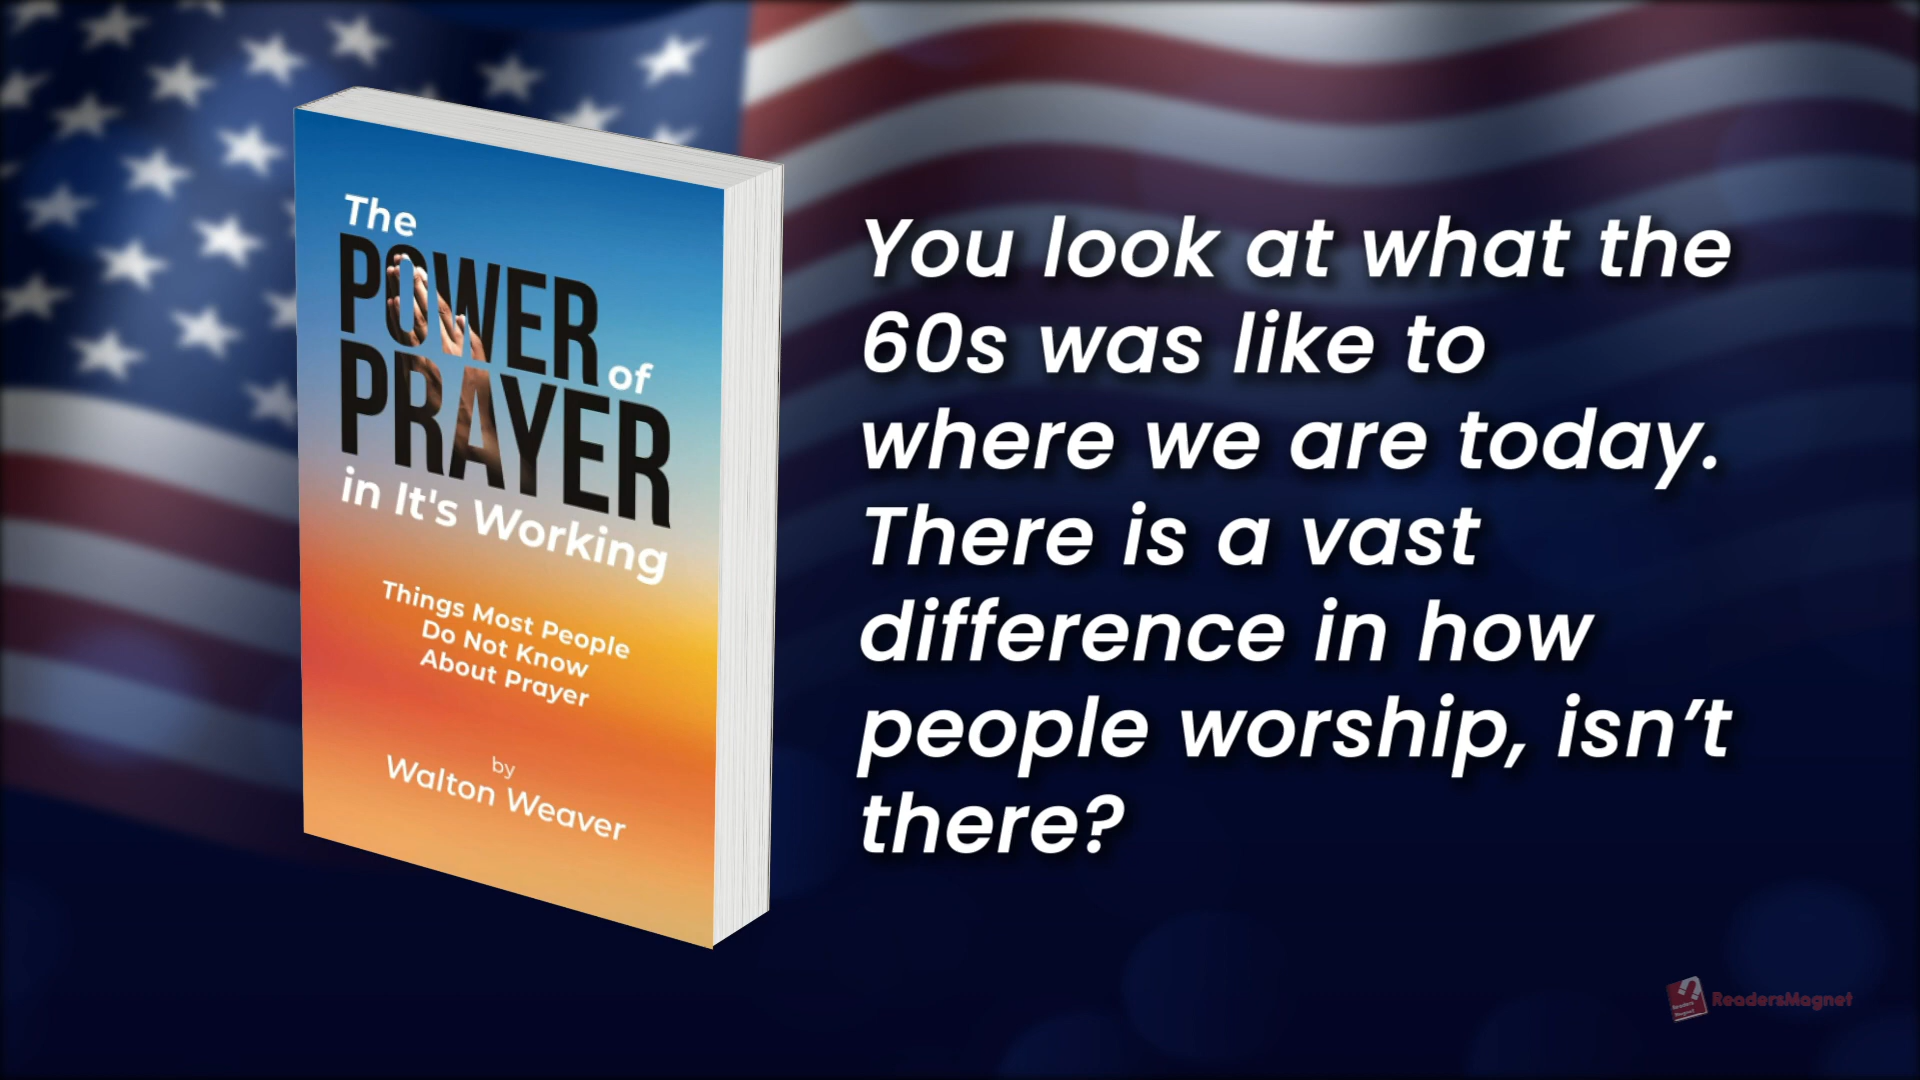 The
POWER of
PRAYER
in It's Working
Things Most People
Do Not Know
About Prayer
by
Walton Weaver
You look at what the
60s was like to
where we are today.
There is a vast
difference in how
people worship, isn’t
there?
Readers
Magnet
ReadersMagnet